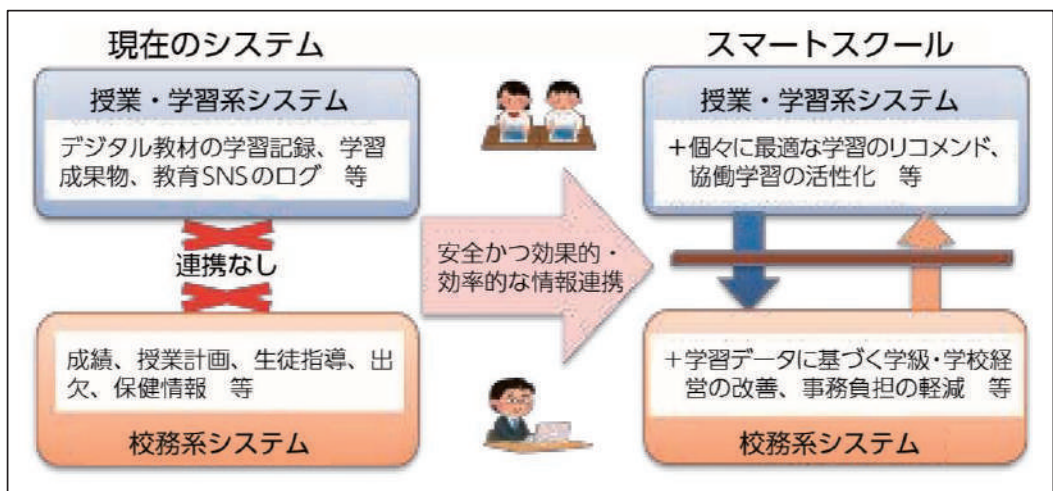 現在のシステム
授業・学習系システム
デジタル教材の学習記録、学習
成果物、教育SNSのログ　等
連携なし
成績、授業計画、生徒指導、出
欠、保健情報　等
校務系システム
安全かつ効果的・
効率的な情報連携
スマートスクール
授業・学習系システム
＋個々に最適な学習のリコメンド、
協働学習の活性化　等
＋学習データに基づく学級・学校経
営の改善、事務負担の軽減　等
校務系システム